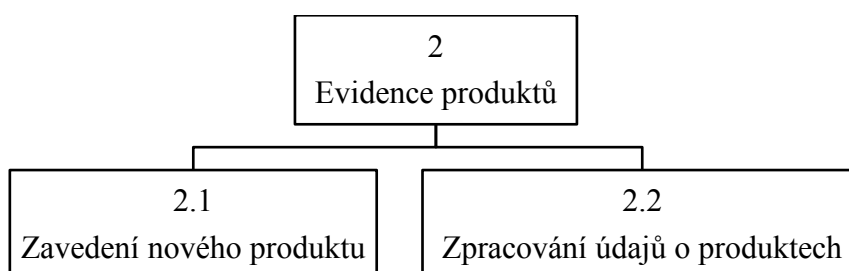 2
Evidence produktů
2.1
Zavedení nového produktu
2.2
Zpracování údajů o produktech